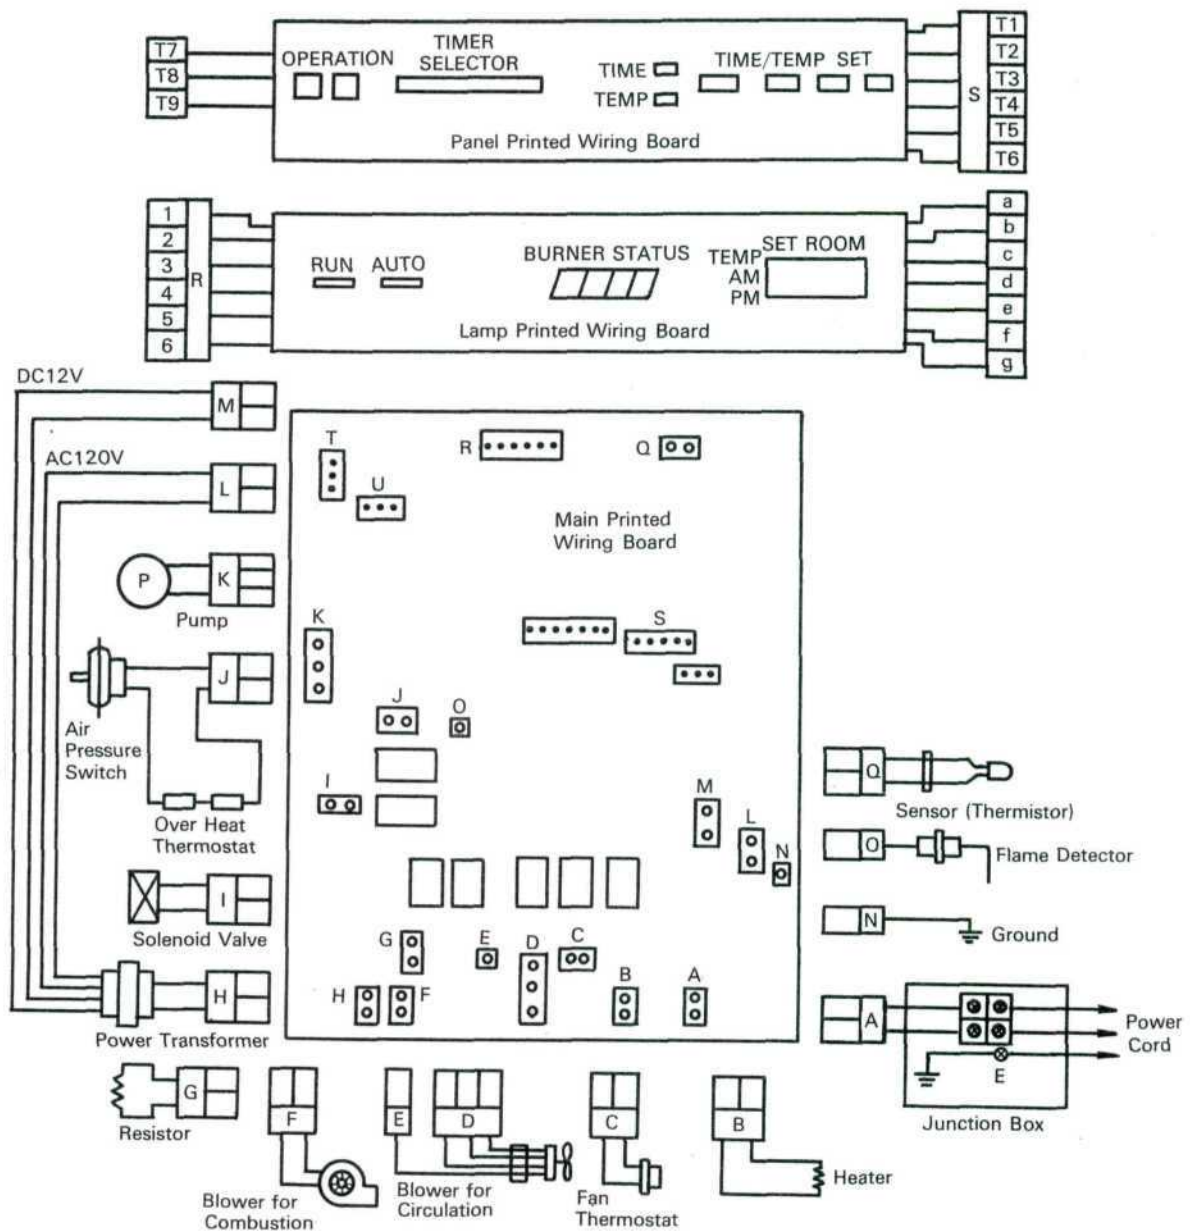 T7
T8
T9
OPERATION
TIMER
SELECTOR
TIME
TEMP
TIME/TEMP SET
Panel Printed Wiring Board
S
T1
T2
T3
T4
T5
T6
1
2
3
4
5
6
R
RUN AUTO
BURNER STATUS
SET ROOM
TEMP
AM
PM
Lamp Printed Wiring Board
a
b
c
d
e
f
g
DC12V
M
AC120V
L
P
K
Pump
J
Air
Pressure
Switch
Over Heat
Thermostat
I
Solenoid Valve
H
Power Transformer
G
Resistor
T
U
R
Q
Main Printed
Wiring Board
K
S
J
O
I
M
L
N
G
E
D
C
H
F
B
A
Q
Sensor (Thermistor)
O
Flame Detector
N
Ground
A
E
Power
Cord
Junction Box
F
Blower for
Combustion
E
D
Blower for
Circulation
C
Fan
Thermostat
B
Heater